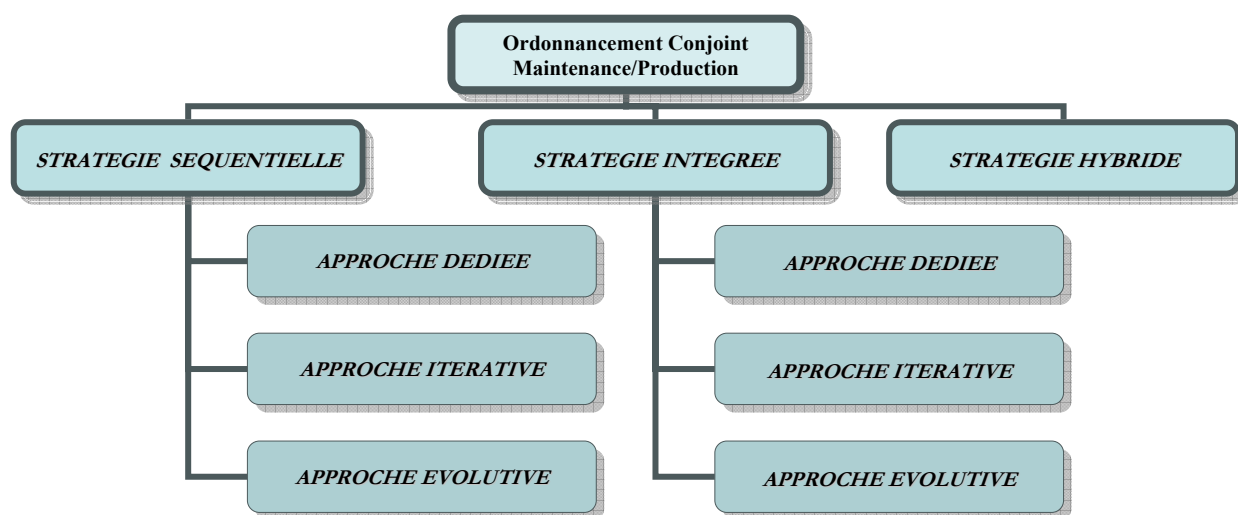 Ordonnancement Conjoint
Maintenance/Production
STRATEGIE SEQUENTIELLE
STRATEGIE INTEGREE
STRATEGIE HYBRIDE
APPROCHE DEDIEE
APPROCHE DEDIEE
APPROCHE ITERATIVE
APPROCHE ITERATIVE
APPROCHE EVOLUTIVE
APPROCHE EVOLUTIVE